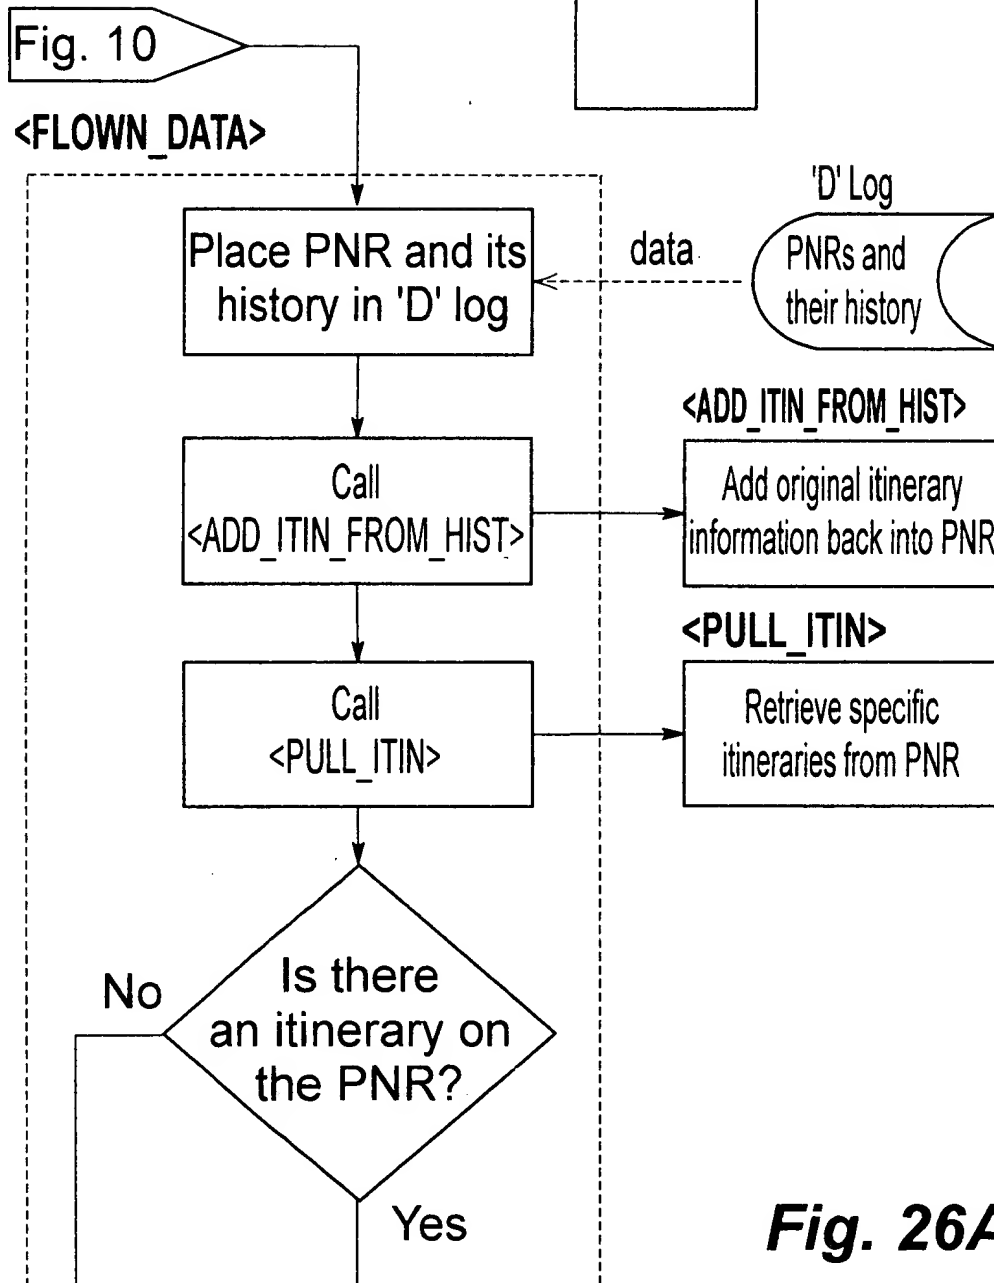 Fig. 10
<FLOWN_DATA>
'D' Log
Place PNR and its
history in 'D' log
data
PNRs and
their history
<ADD_ITIN_FROM_HIST>
Call
<ADD_ITIN_FROM_HIST>
Add original itinerary
information back into PNR
<PULL_ITIN>
Call
<PULL_ITIN>
Retrieve specific
itineraries from PNR
Is there
an itinerary on
the PNR?
No
Yes
Fig. 26A